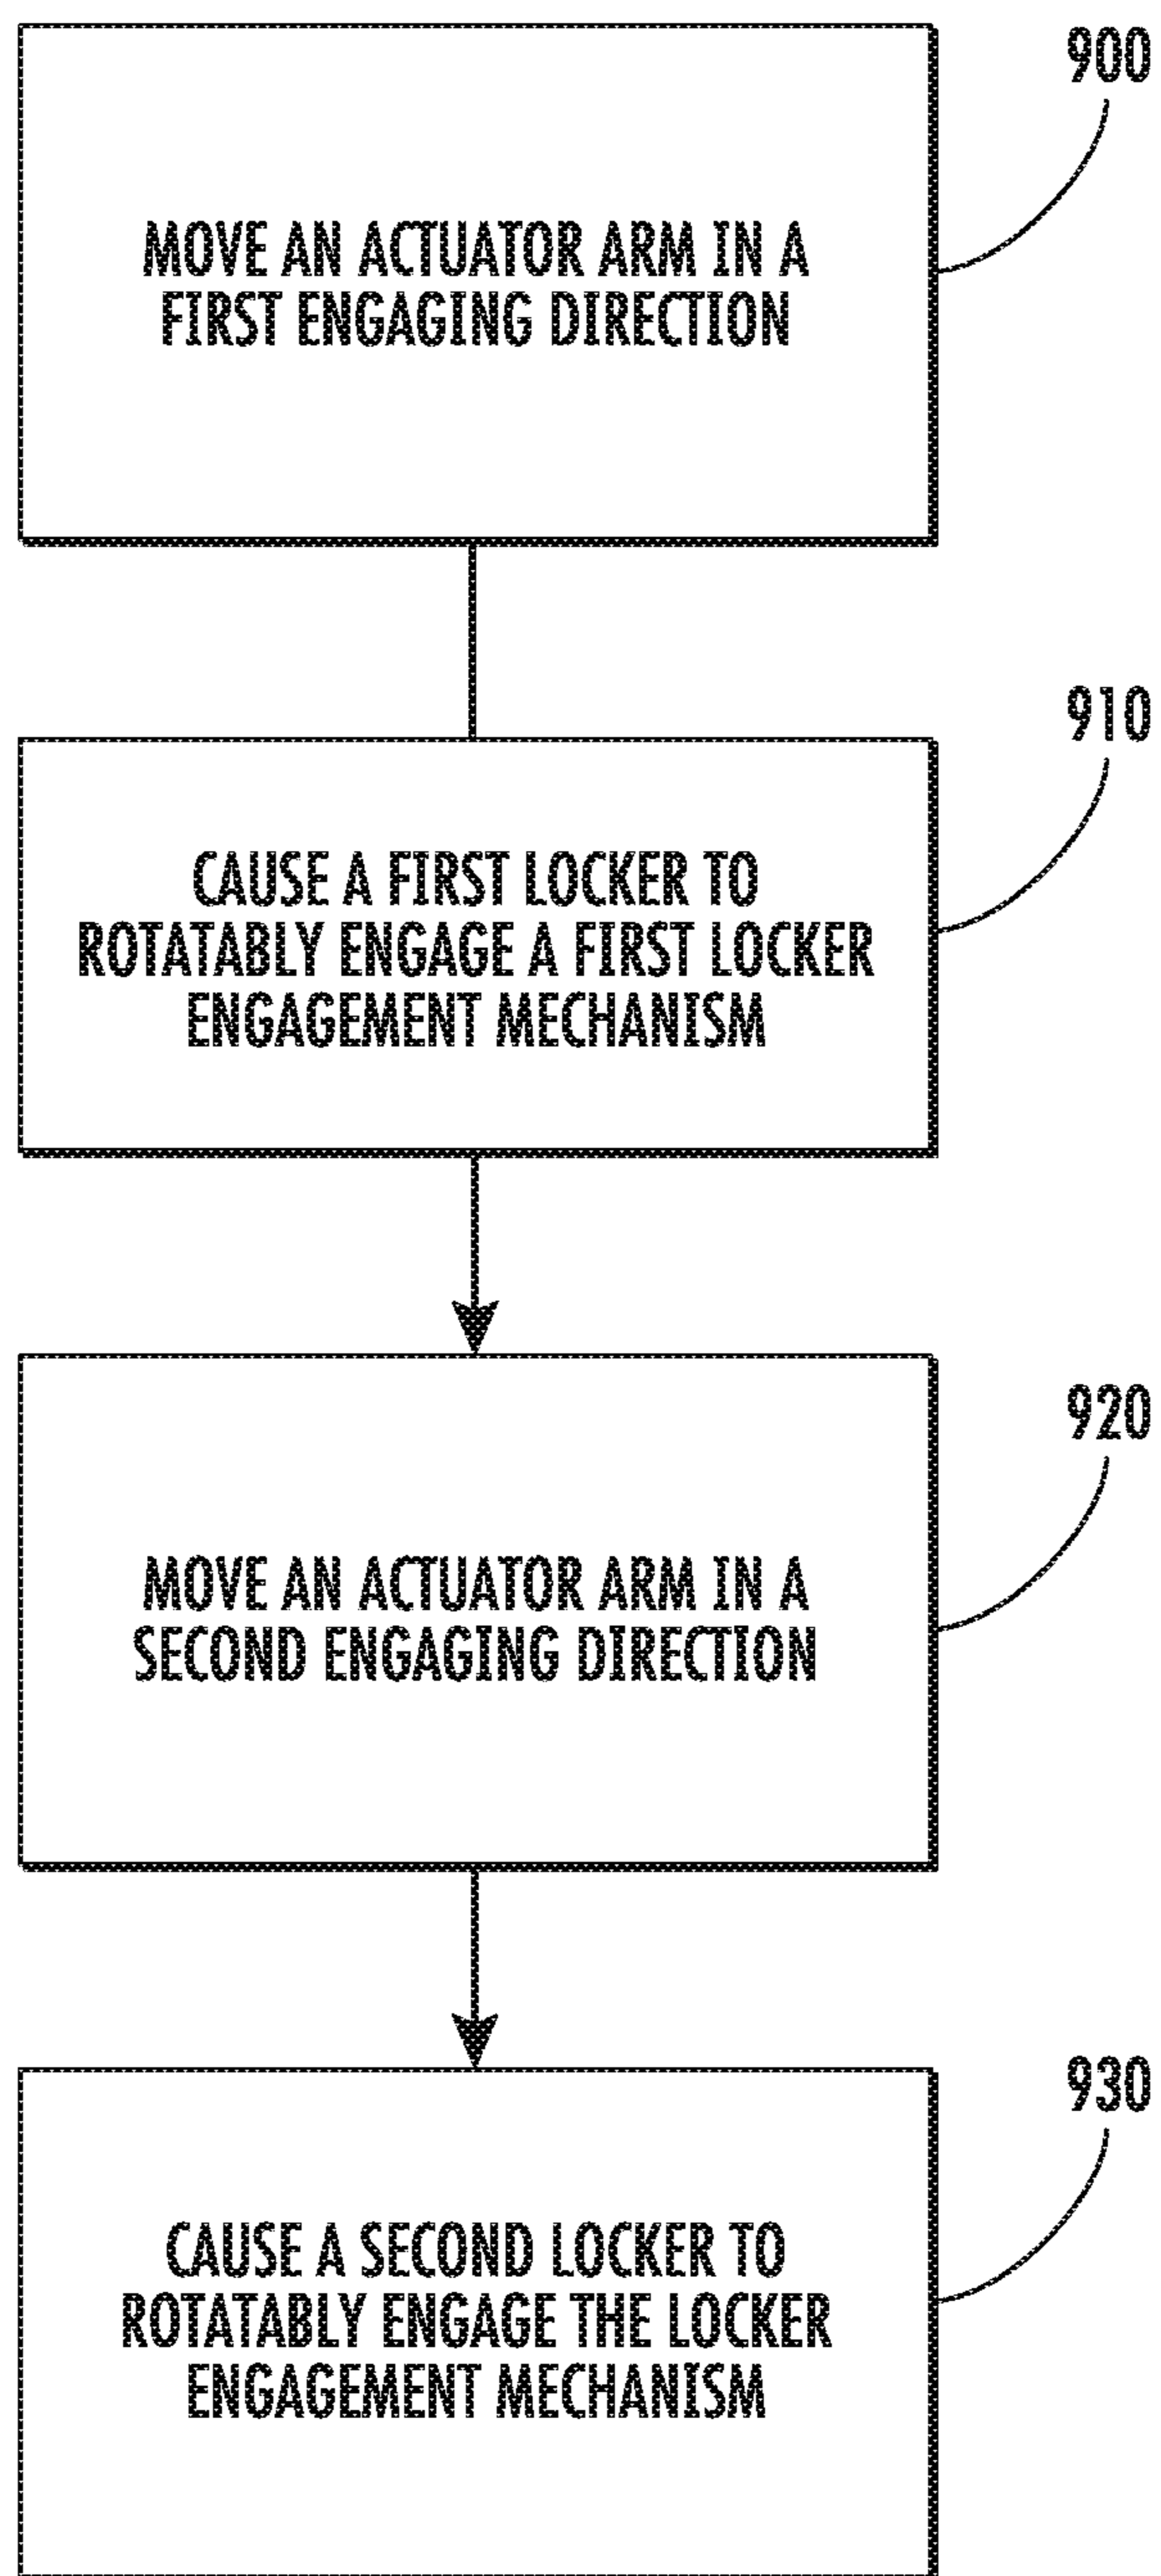 900
MOVE AN ACTUATOR ARM IN A
FIRST ENGAGING DIRECTION
910
CAUSE A FIRST LOCKER TO
ROTATABLY ENGAGE A FIRST LOCKER
ENGAGEMENT MECHANISM
920
MOVE AN ACTUATOR ARM IN A
SECOND ENGAGING DIRECTION
930
CAUSE A SECOND LOCKER TO
ROTATABLY ENGAGE THE LOCKER
ENGAGEMENT MECHANISM